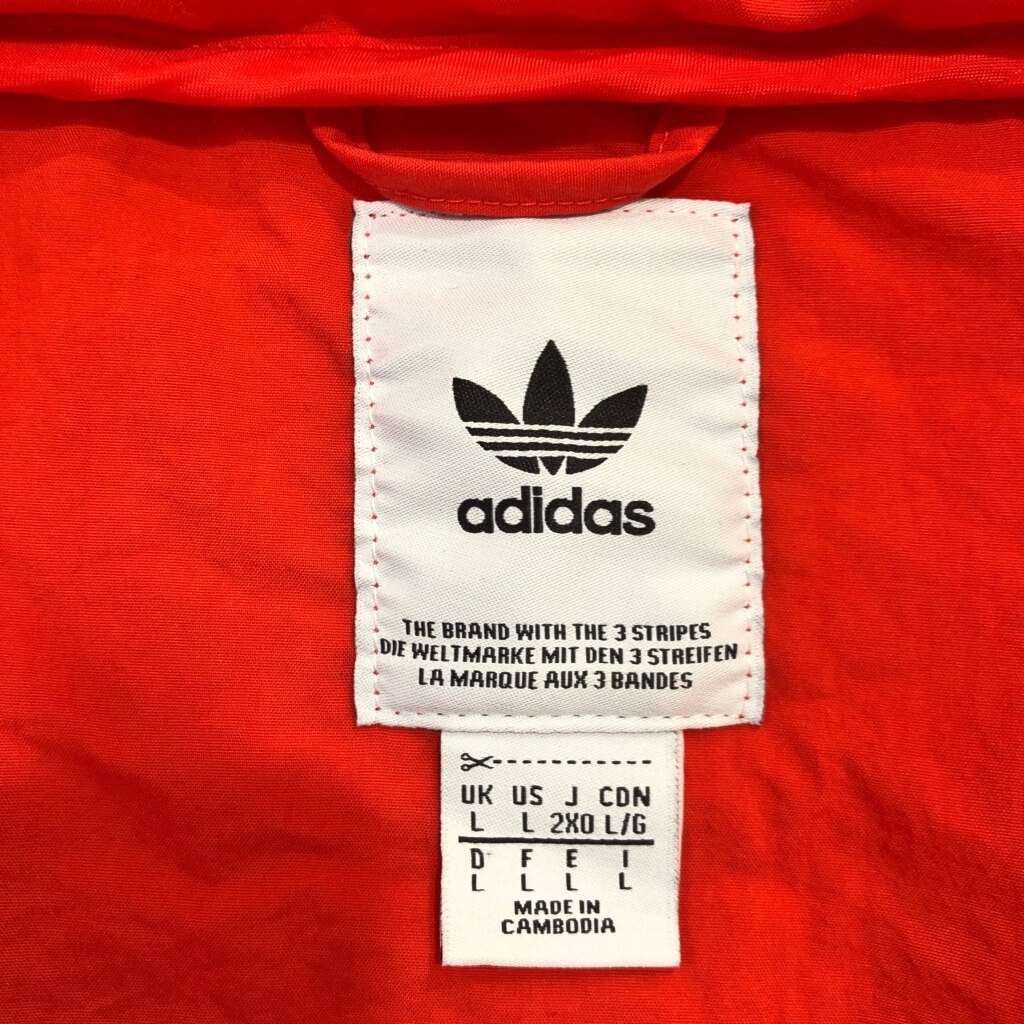 adidas
THE BRAND WITH THE 3 STRIPES
DIE WELTMARKE MIT DEN 3 STREIFEN
LA MARQUE AUX 3 BANDES
UK US J CDN
L L 2XO L/G
D F E I
L L L L
MADE IN
CAMBODIA